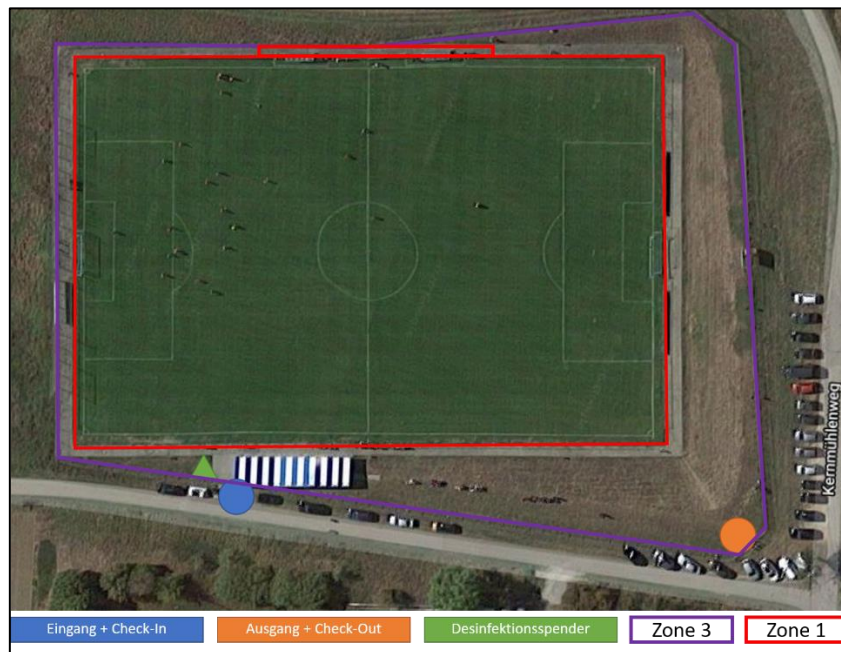 Kernmühlenweg
Eingang + Check-In
Ausgang + Check-Out
Desinfektionsspender
Zone 3
Zone 1